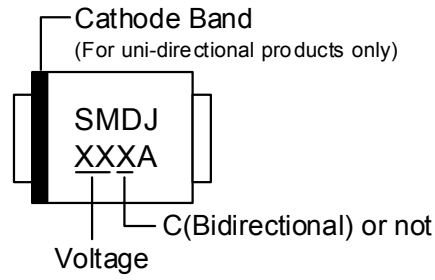 Cathode Band
(For uni-directional products only)
SMDJ
XXXA
C(Bidirectional) or not
Voltage